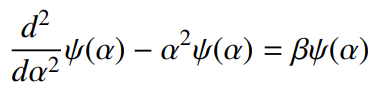 d²/dα² ψ(α) − α²ψ(α) = βψ(α)